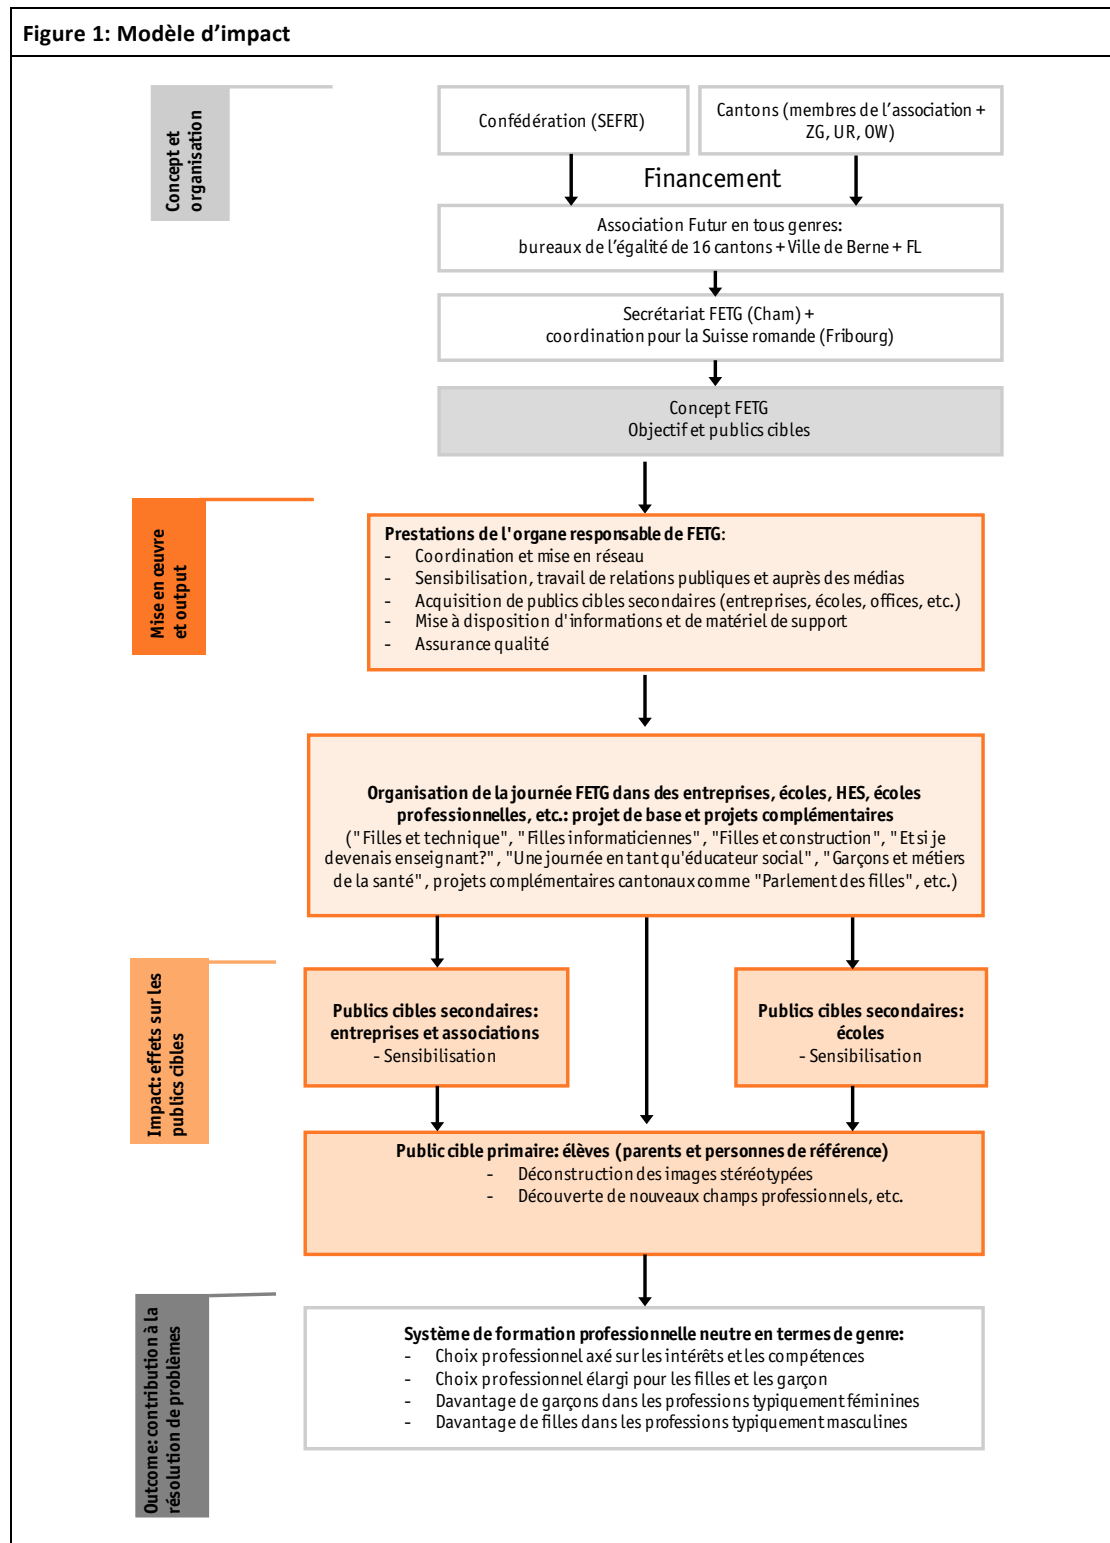 Figure 1: Modèle d’impact
Concept et
organisation
Confédération (SEFRI)
Cantons (membres de l’association +
ZG, UR, OW)
Financement
Association Futur en tous genres:
bureaux de l’égalité de 16 cantons + Ville de Berne + FL
Secrétariat FETG (Cham) +
coordination pour la Suisse romande (Fribourg)
Concept FETG
Objectif et publics cibles
Mise en œuvre
et output
Prestations de l'organe responsable de FETG:
- Coordination et mise en réseau
- Sensibilisation, travail de relations publiques et auprès des médias
- Acquisition de publics cibles secondaires (entreprises, écoles, offices, etc.)
- Mise à disposition d'informations et de matériel de support
- Assurance qualité
Organisation de la journée FETG dans des entreprises, écoles, HES, écoles
professionnelles, etc.: projet de base et projets complémentaires
("Filles et technique", "Filles informaticiennes", "Filles et construction", "Et si je
devenais enseignant?", "Une journée en tant qu'éducateur social", "Garçons et métiers
de la santé", projets complémentaires cantonaux comme "Parlement des filles", etc.)
Impact: effets sur les
publics cibles
Publics cibles secondaires:
entreprises et associations
- Sensibilisation
Publics cibles secondaires:
écoles
- Sensibilisation
Public cible primaire: élèves (parents et personnes de référence)
- Déconstruction des images stéréotypées
- Découverte de nouveaux champs professionnels, etc.
Outcome: contribution à la
résolution de problèmes
Système de formation professionnelle neutre en termes de genre:
- Choix professionnel axé sur les intérêts et les compétences
- Choix professionnel élargi pour les filles et les garçon
- Davantage de garçons dans les professions typiquement féminines
- Davantage de filles dans les professions typiquement masculines